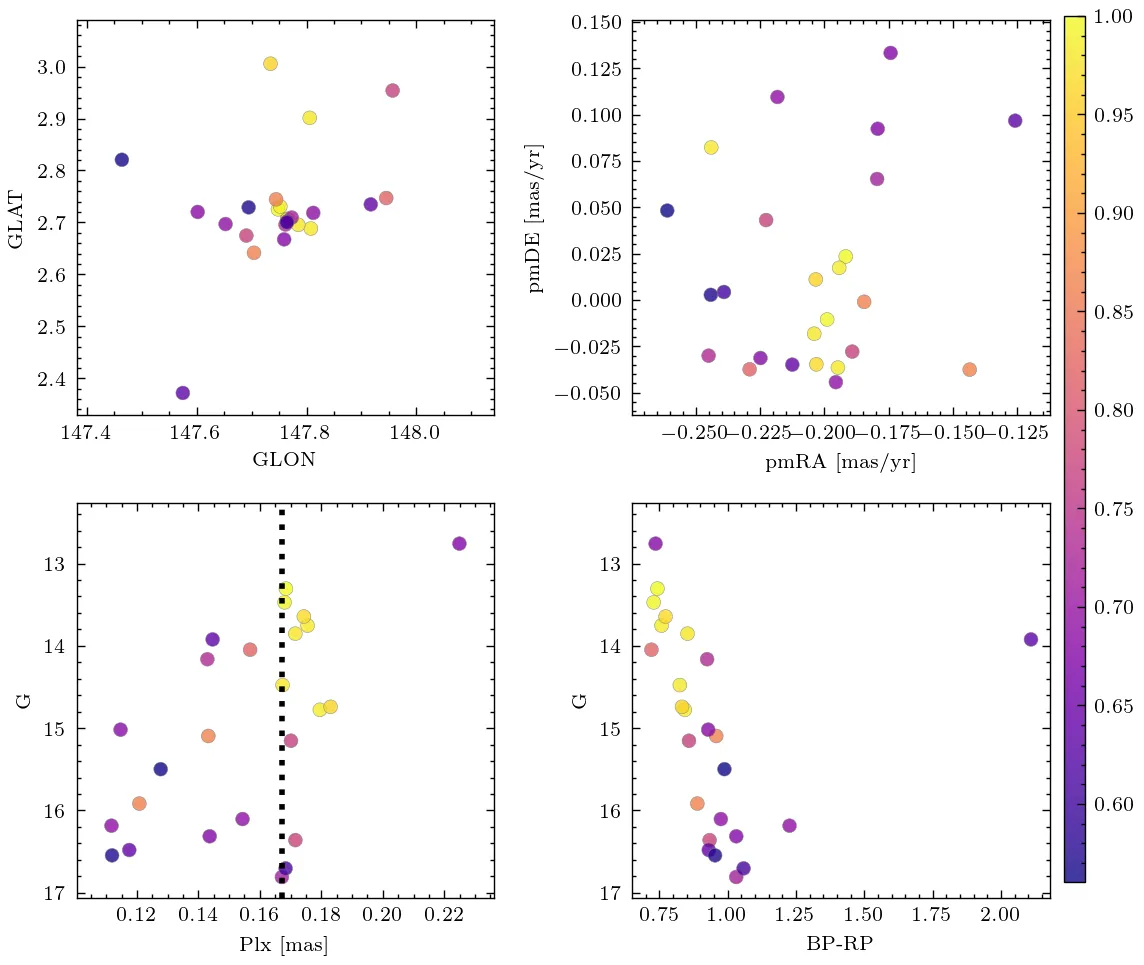 3.0
2.9
2.8
2.7
2.6
2.5
2.4
GLAT
147.4 147.6 147.8 148.0
GLON
0.150
0.125
0.100
0.075
0.050
0.025
0.000
−0.025
−0.050
pmDE [mas/yr]
−0.250 −0.225 −0.200 −0.175 −0.150 −0.125
pmRA [mas/yr]
1.00
0.95
0.90
0.85
0.80
0.75
0.70
0.65
0.60
13
14
15
16
17
G
0.12 0.14 0.16 0.18 0.20 0.22
Plx [mas]
13
14
15
16
17
G
0.75 1.00 1.25 1.50 1.75 2.00
BP-RP